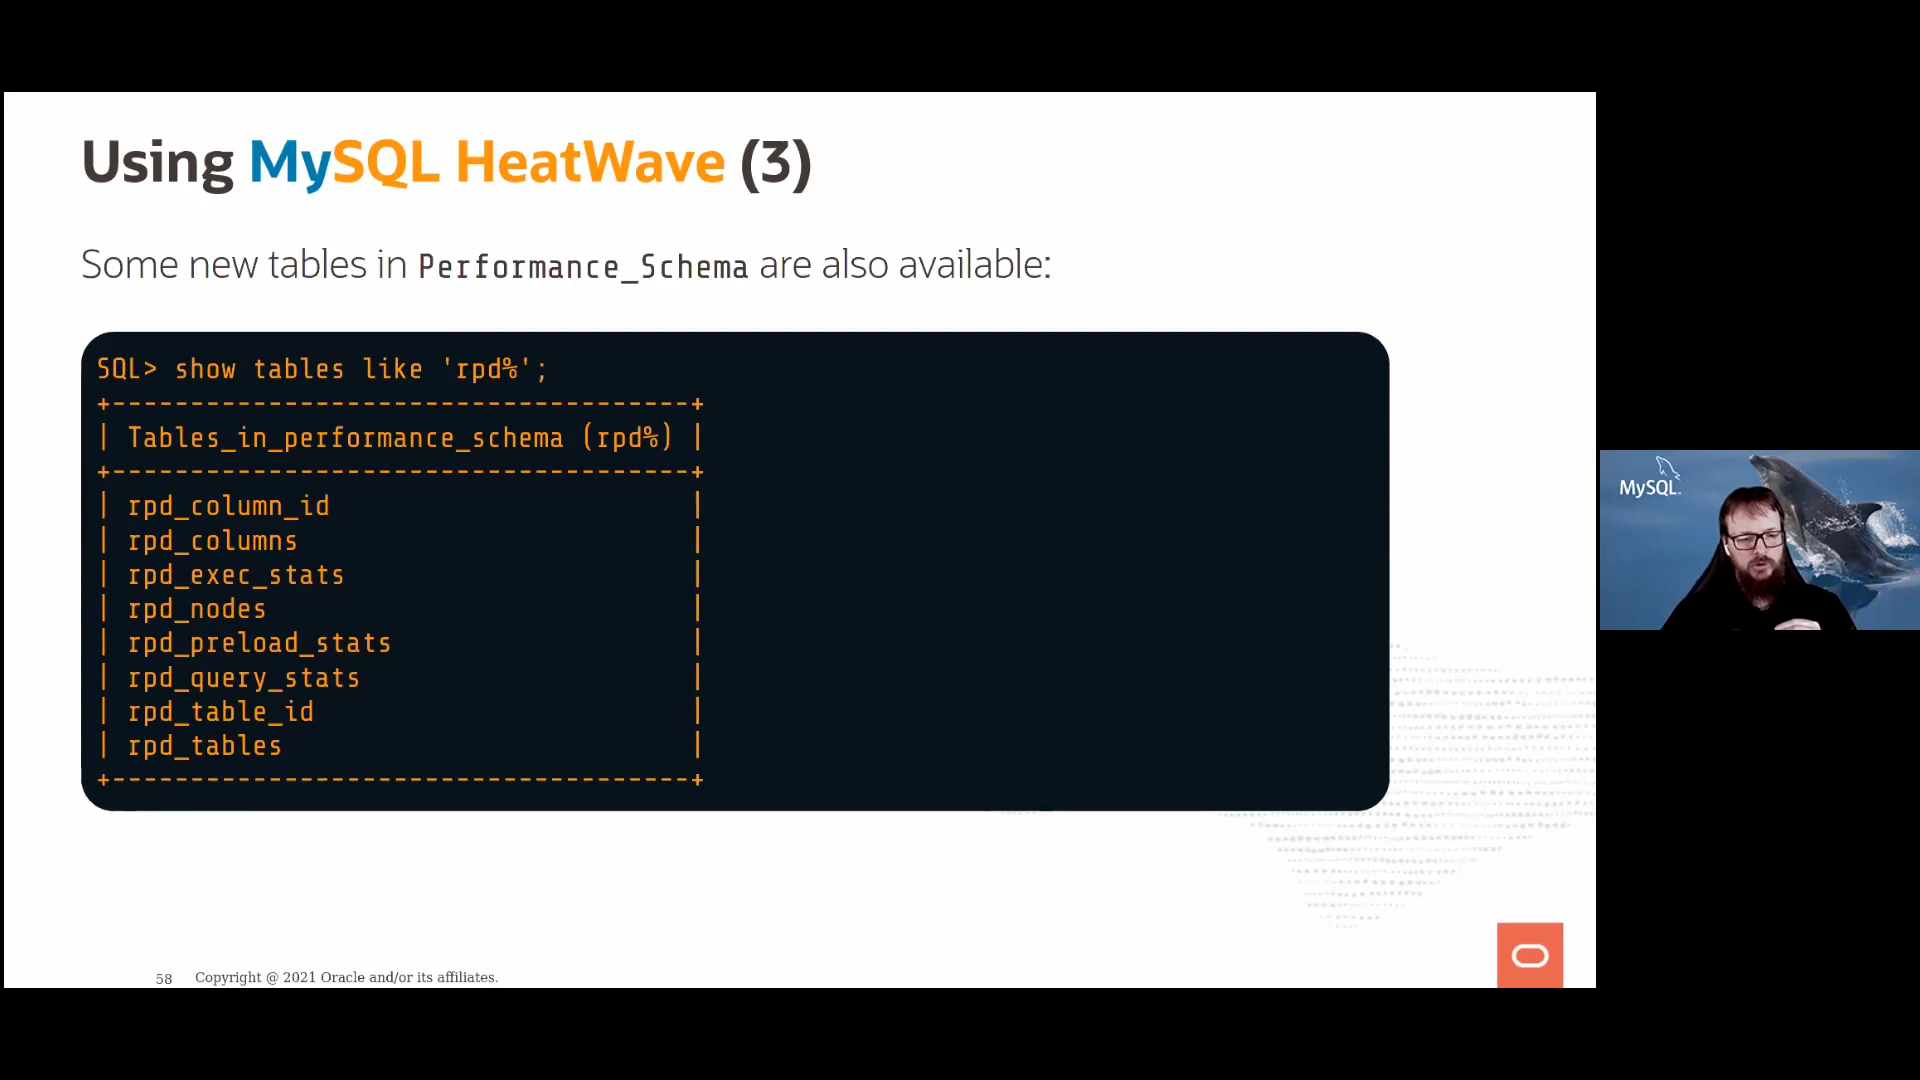 Using MySQL HeatWave (3)
Some new tables in Performance_Schema are also available:
SQL> show tables like 'rpd%';
+-------------------------------------+
| Tables_in_performance_schema (rpd%) |
+-------------------------------------+
| rpd_column_id                       |
| rpd_columns                         |
| rpd_exec_stats                      |
| rpd_nodes                           |
| rpd_preload_stats                   |
| rpd_query_stats                     |
| rpd_table_id                        |
| rpd_tables                          |
+-------------------------------------+
MySQL™
58 Copyright @ 2021 Oracle and/or its affiliates.